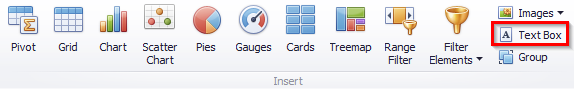 Pivot
Grid
Chart
Scatter
Chart
Pies
Gauges
Cards
Treemap
Range
Filter
Filter
Elements
Images
Text Box
Group
Insert